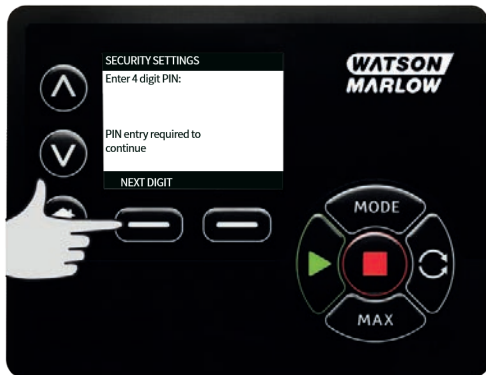 SECURITY SETTINGS
Enter 4 digit PIN:
PIN entry required to
continue
NEXT DIGIT
WATSON
MARLOW
MODE
MAX